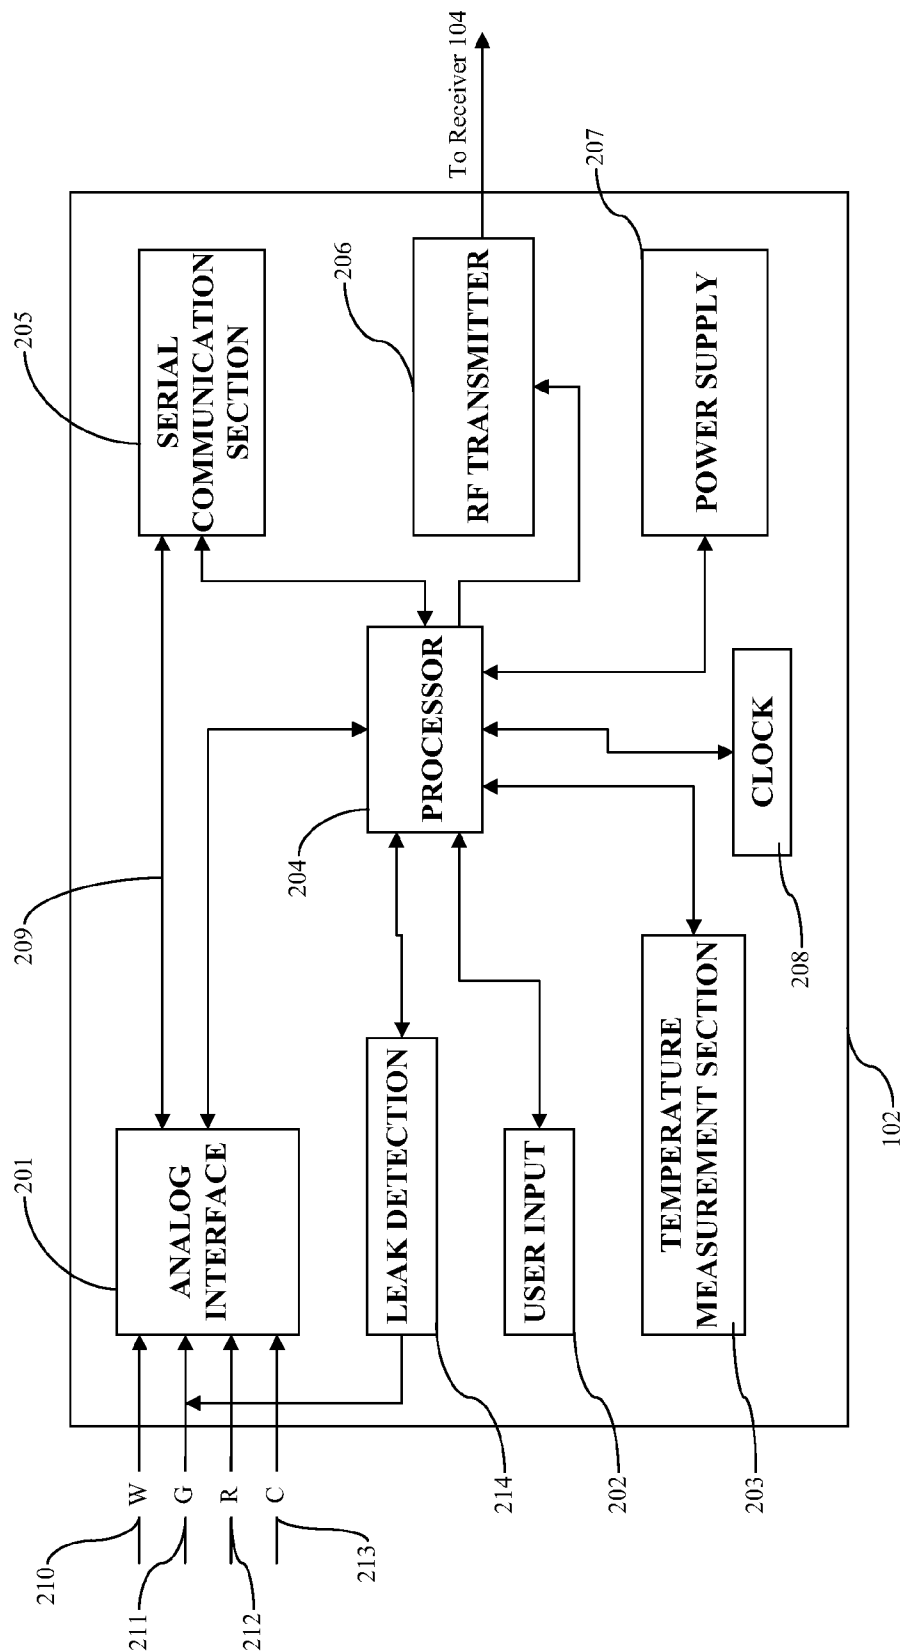 205
206
207
To Receiver 104
SERIAL
COMMUNICATION
SECTION
RF TRANSMITTER
POWER SUPPLY
209
204
PROCESSOR
CLOCK
208
201
ANALOG
INTERFACE
LEAK DETECTION
USER INPUT
TEMPERATURE
MEASUREMENT SECTION
102
W
G
R
C
210
211
212
213
214
202
203